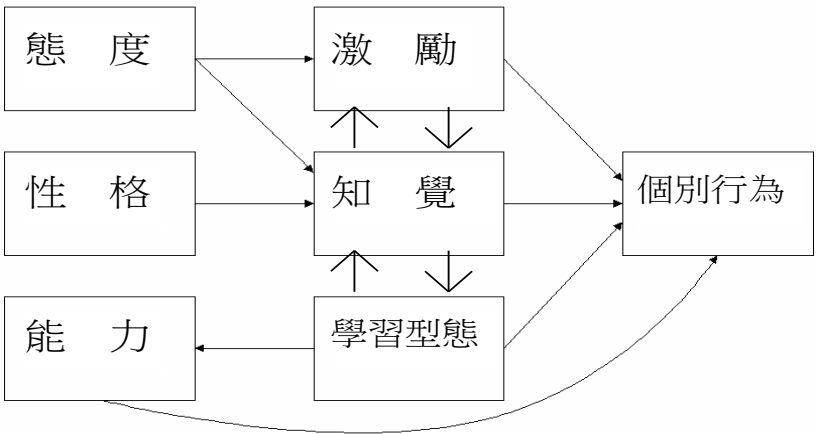 態 度
激 勵
性 格
知 覺
個別行為
能 力
學習型態